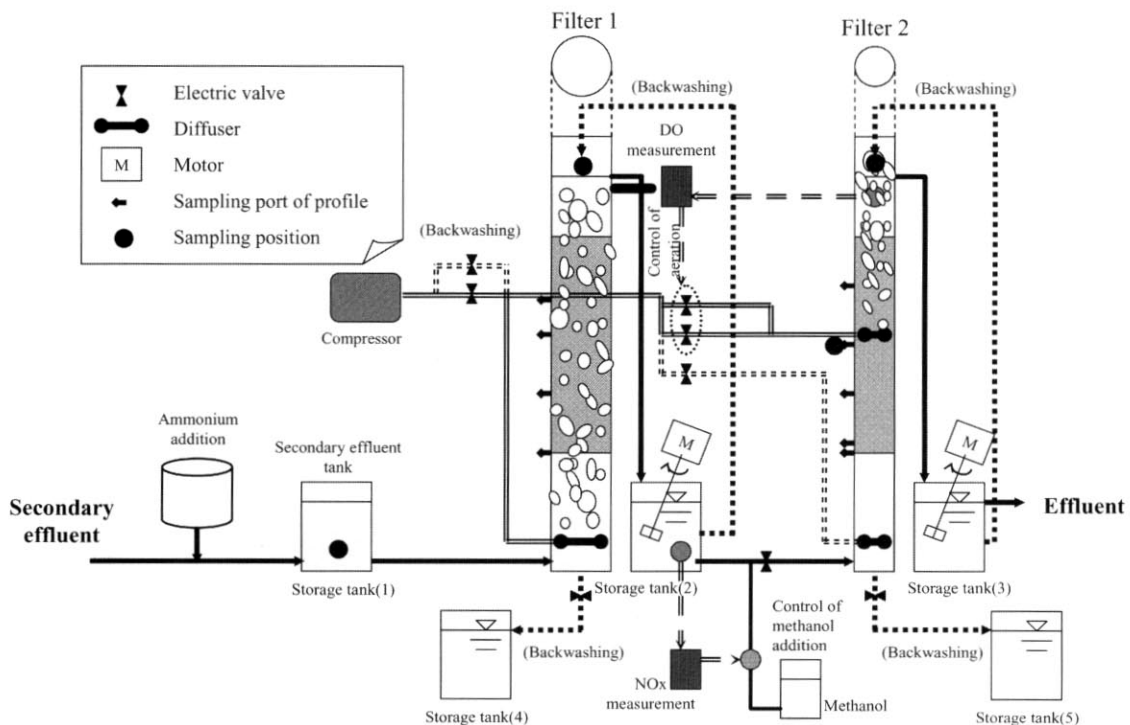 Filter 1
Filter 2
Electric valve
Diffuser
M
Motor
Sampling port of profile
Sampling position
(Backwashing)
(Backwashing)
DO
measurement
Control of
aeration
(Backwashing)
Compressor
Ammonium
addition
Secondary effluent
tank
M
M
Secondary
effluent
Effluent
Storage tank(1)
Storage tank(2)
Storage tank(3)
Control of
methanol
addition
(Backwashing)
(Backwashing)
NOx
measurement
Methanol
Storage tank(4)
Storage tank(5)